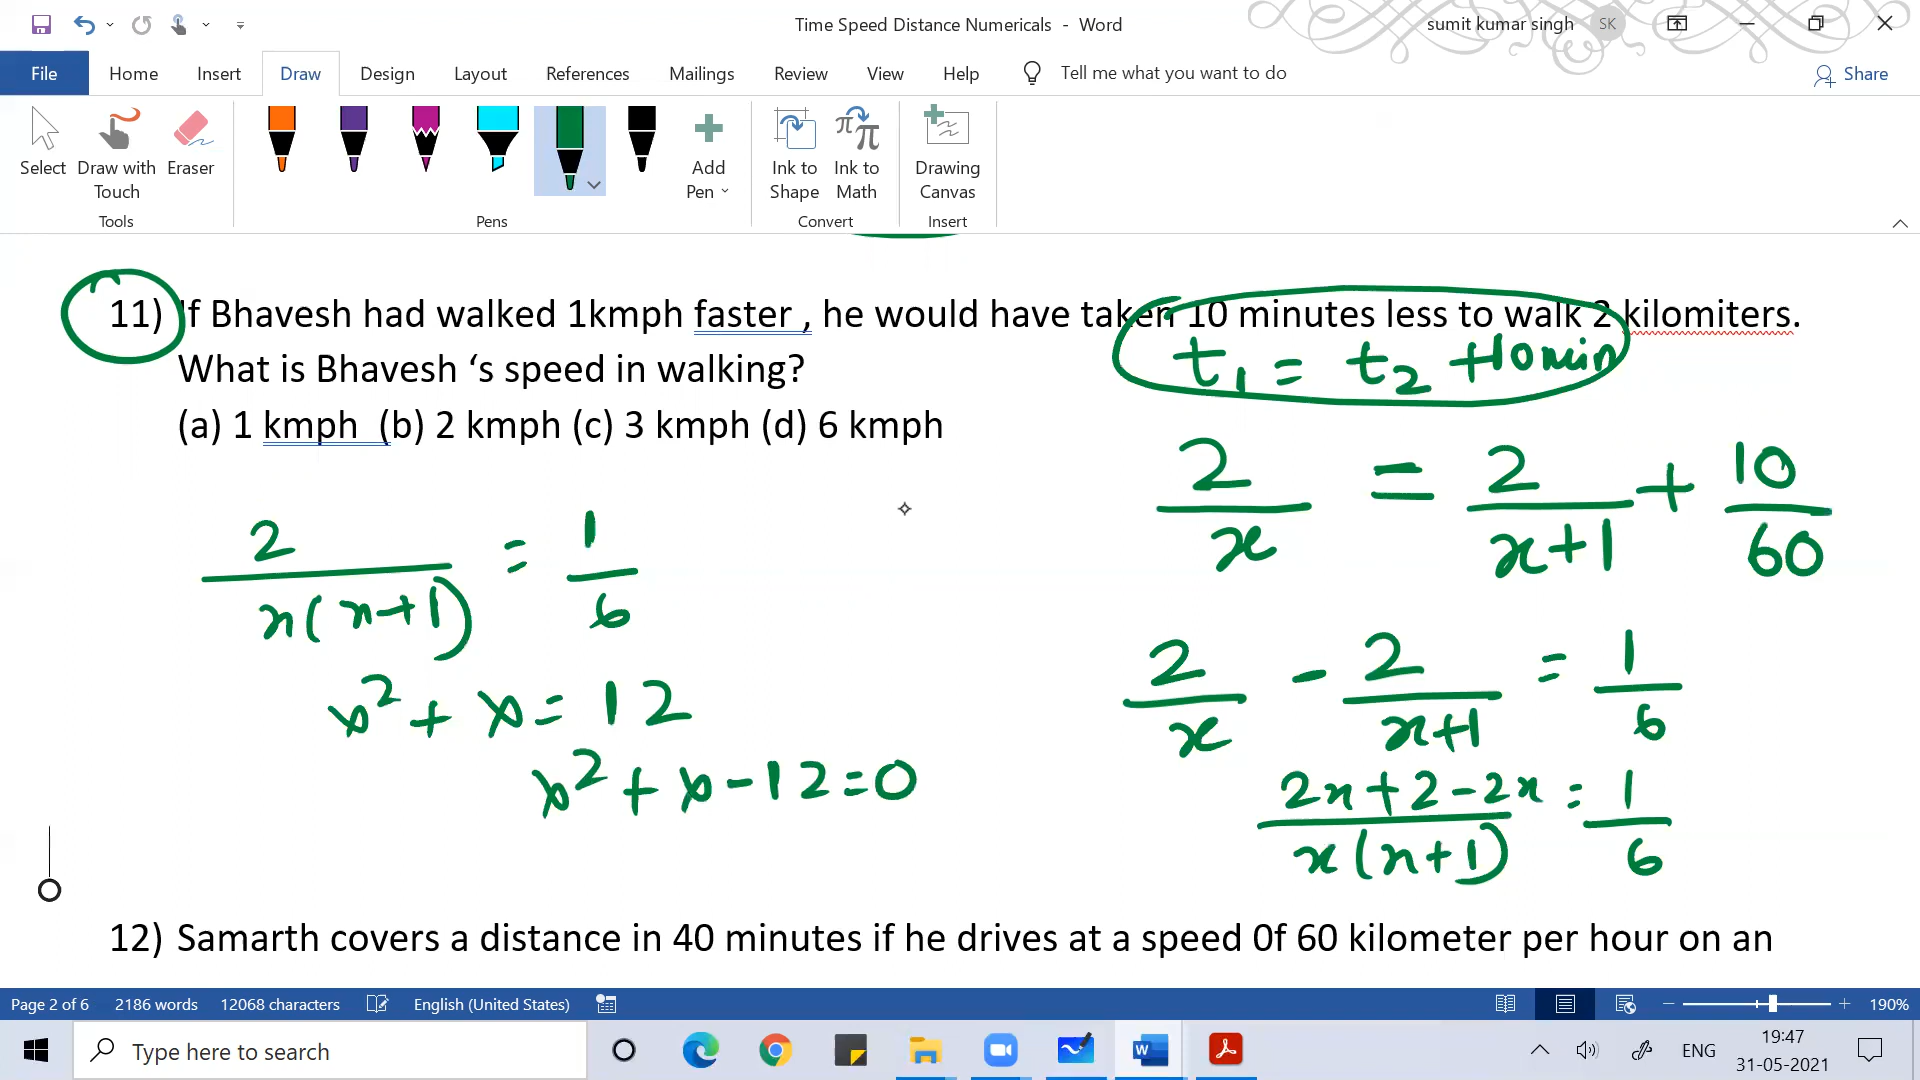 Time Speed Distance Numericals - Word
sumit kumar singh SK
File Home Insert Draw Design Layout References Mailings Review View Help Tell me what you want to do Share
Select Draw with Touch Eraser Add Pen Ink to Shape Ink to Math Drawing Canvas
Tools Pens Convert Insert
11) If Bhavesh had walked 1kmph faster , he would have taken 10 minutes less to walk 2 kilomiters.
What is Bhavesh ‘s speed in walking?
t₁ = t₂ +10 min
(a) 1 kmph (b) 2 kmph (c) 3 kmph (d) 6 kmph
2/x = 2/(x+1) + 10/60
2/x - 2/(x+1) = 1/6
(2x+2-2x)/(x(x+1)) = 1/6
2/(x(x+1)) = 1/6
x² + x = 12
x² + x - 12 = 0
12) Samarth covers a distance in 40 minutes if he drives at a speed 0f 60 kilometer per hour on an
Page 2 of 6 2186 words 12068 characters English (United States) 190%
Type here to search ENG 19:47
31-05-2021